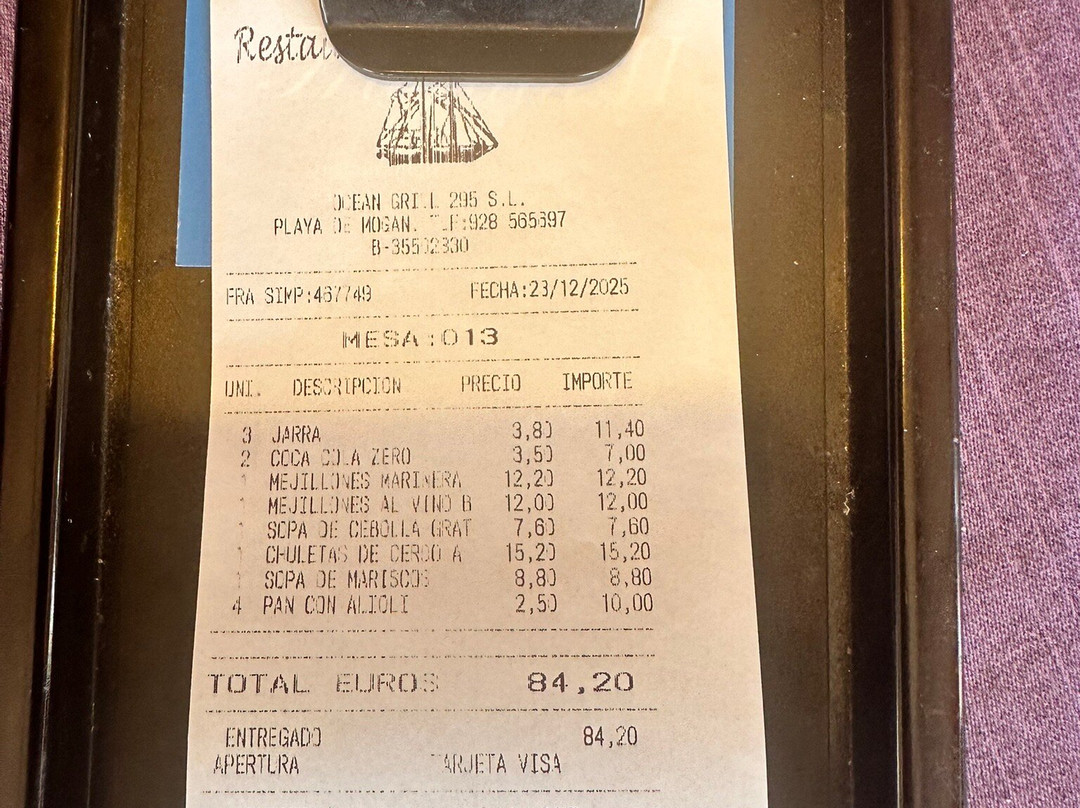 OCEAN GRILL 295 S.L.
PLAYA DE MOGAN. TLF:928 565697
FRA SIMP:467749 FECHA:23/12/2025
MESA:013
UNI. DESCRIPCION PRECIO IMPORTE
3 JARRA 3,80 11,40
2 COCA COLA ZERO 3,50 7,00
1 MEJILLONES MARINERA 12,20 12,20
1 MEJILLONES AL VINO B 12,00 12,00
1 SOPA DE CEBOLLA GRAT 7,60 7,60
1 CHULETAS DE CERDO A 15,20 15,20
1 SOPA DE MARISCOS 8,80 8,80
4 PAN CON ALIOLI 2,50 10,00
TOTAL EUROS 84,20
ENTREGADO 84,20
APERTURA TARJETA VISA